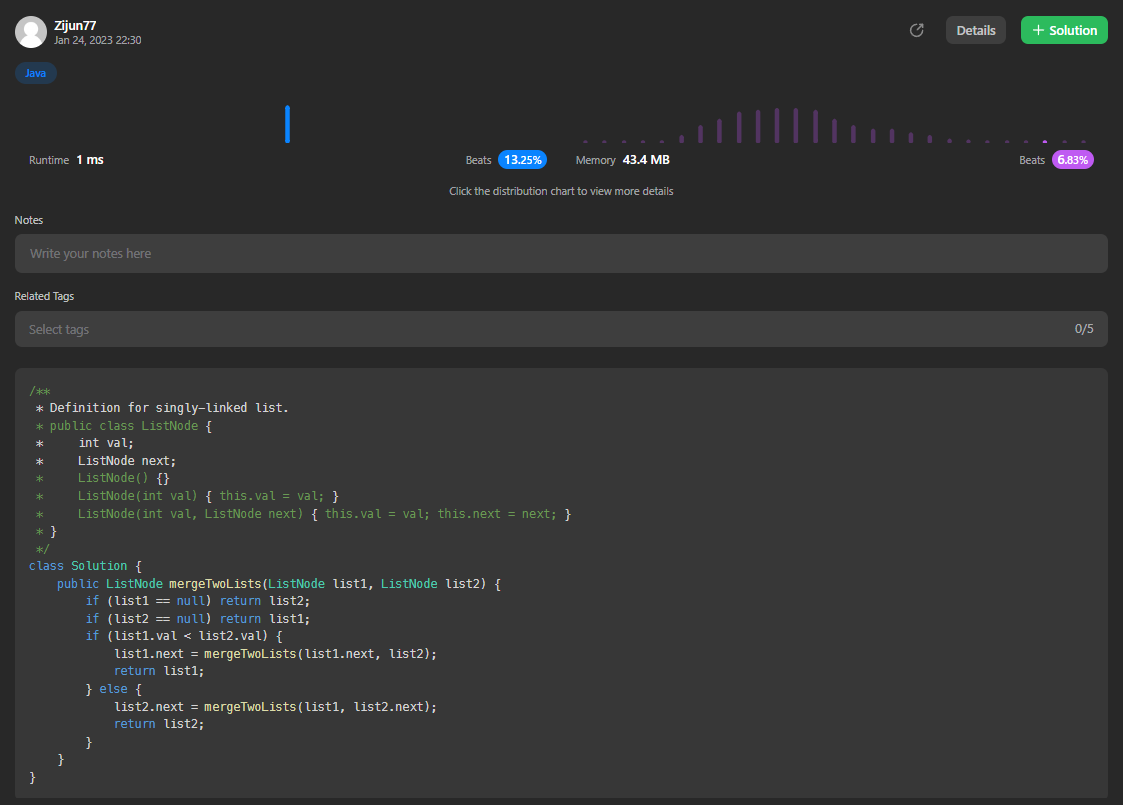 Zijun77
Jan 24, 2023 22:30
Details
+ Solution
Java
Runtime 1 ms
Beats 13.25%
Memory 43.4 MB
Beats 6.83%
Click the distribution chart to view more details
Notes
Write your notes here
Related Tags
Select tags
0/5
/**
 * Definition for singly-linked list.
 * public class ListNode {
 *     int val;
 *     ListNode next;
 *     ListNode() {}
 *     ListNode(int val) { this.val = val; }
 *     ListNode(int val, ListNode next) { this.val = val; this.next = next; }
 * }
 */
class Solution {
    public ListNode mergeTwoLists(ListNode list1, ListNode list2) {
        if (list1 == null) return list2;
        if (list2 == null) return list1;
        if (list1.val < list2.val) {
            list1.next = mergeTwoLists(list1.next, list2);
            return list1;
        } else {
            list2.next = mergeTwoLists(list1, list2.next);
            return list2;
        }
    }
}